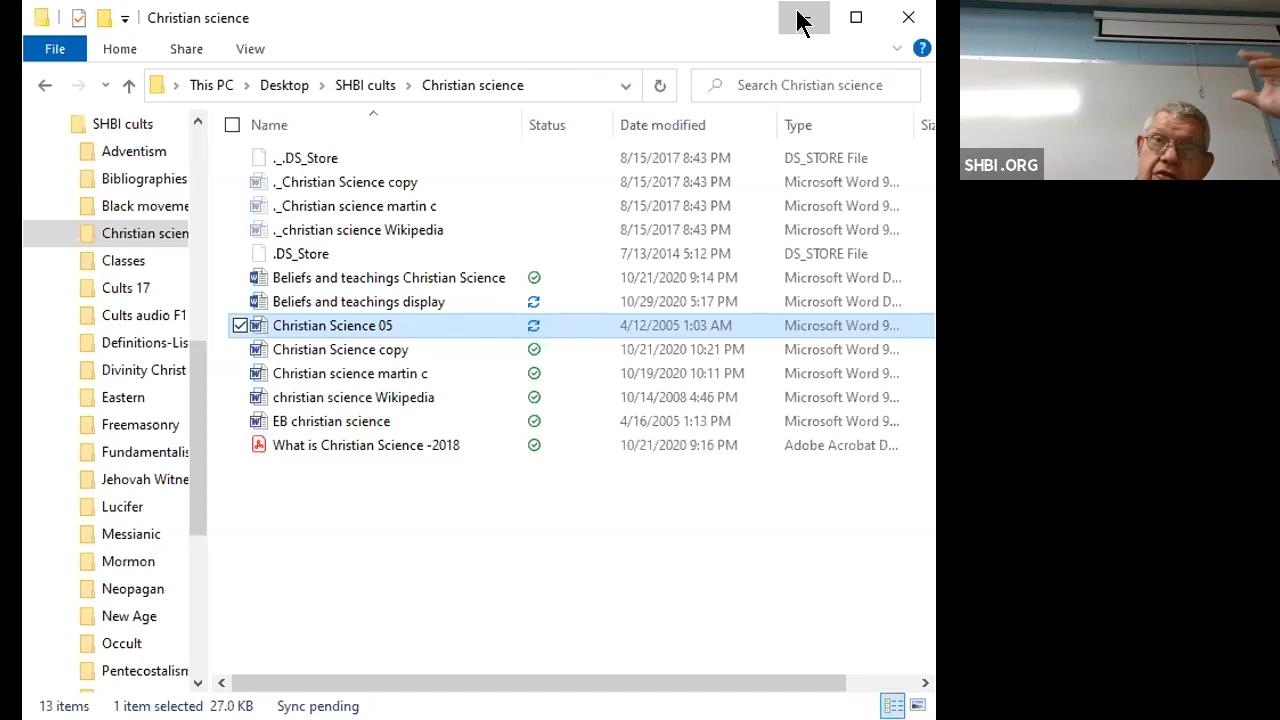 Christian science
File Home Share View
This PC Desktop SHBI cults Christian science Search Christian science
SHBI cults
Adventism
Bibliographies
Black moveme
Christian scien
Classes
Cults 17
Cults audio F1
Definitions-Lis
Divinity Christ
Eastern
Freemasonry
Fundamentalis
Jehovah Witne
Lucifer
Messianic
Mormon
Neopagan
New Age
Occult
Pentecostalism
Name Status Date modified Type Siz
._.DS_Store 8/15/2017 8:43 PM DS_STORE File
._Christian Science copy 8/15/2017 8:43 PM Microsoft Word 9...
._Christian science martin c 8/15/2017 8:43 PM Microsoft Word 9...
._christian science Wikipedia 8/15/2017 8:43 PM Microsoft Word 9...
.DS_Store 7/13/2014 5:12 PM DS_STORE File
Beliefs and teachings Christian Science 10/21/2020 9:14 PM Microsoft Word D...
Beliefs and teachings display 10/29/2020 5:17 PM Microsoft Word D...
Christian Science 05 4/12/2005 1:03 AM Microsoft Word 9...
Christian Science copy 10/21/2020 10:21 PM Microsoft Word 9...
Christian science martin c 10/19/2020 10:11 PM Microsoft Word 9...
christian science Wikipedia 10/14/2008 4:46 PM Microsoft Word 9...
EB christian science 4/16/2005 1:13 PM Microsoft Word 9...
What is Christian Science -2018 10/21/2020 9:16 PM Adobe Acrobat D...
13 items 1 item selected 27.0 KB Sync pending
SHBI.ORG